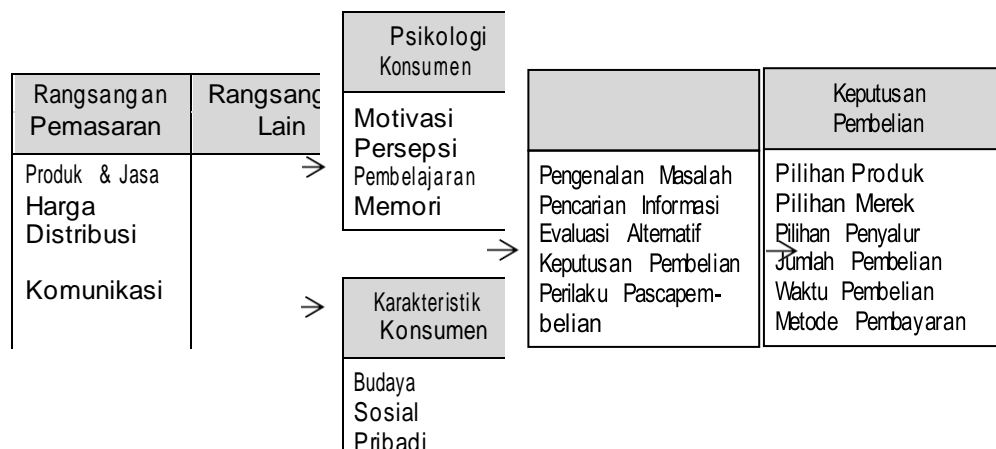 Rangsangan
Pemasaran
Produk & Jasa
Harga
Distribusi
Komunikasi
Lain
Psikologi
Konsumen
Motivasi
Persepsi
Pembelajaran
Memori
Karakteristik
Konsumen
Budaya
Sosial
Pribadi
Pengenalan Masalah
Pencarian Informasi
Evaluasi Alternatif
Keputusan Pembelian
Perilaku Pascapem-
belian
Keputusan
Pembelian
Pilihan Produk
Pilihan Merek
Pilihan Penyalur
Jumlah Pembelian
Waktu Pembelian
Metode Pembayaran